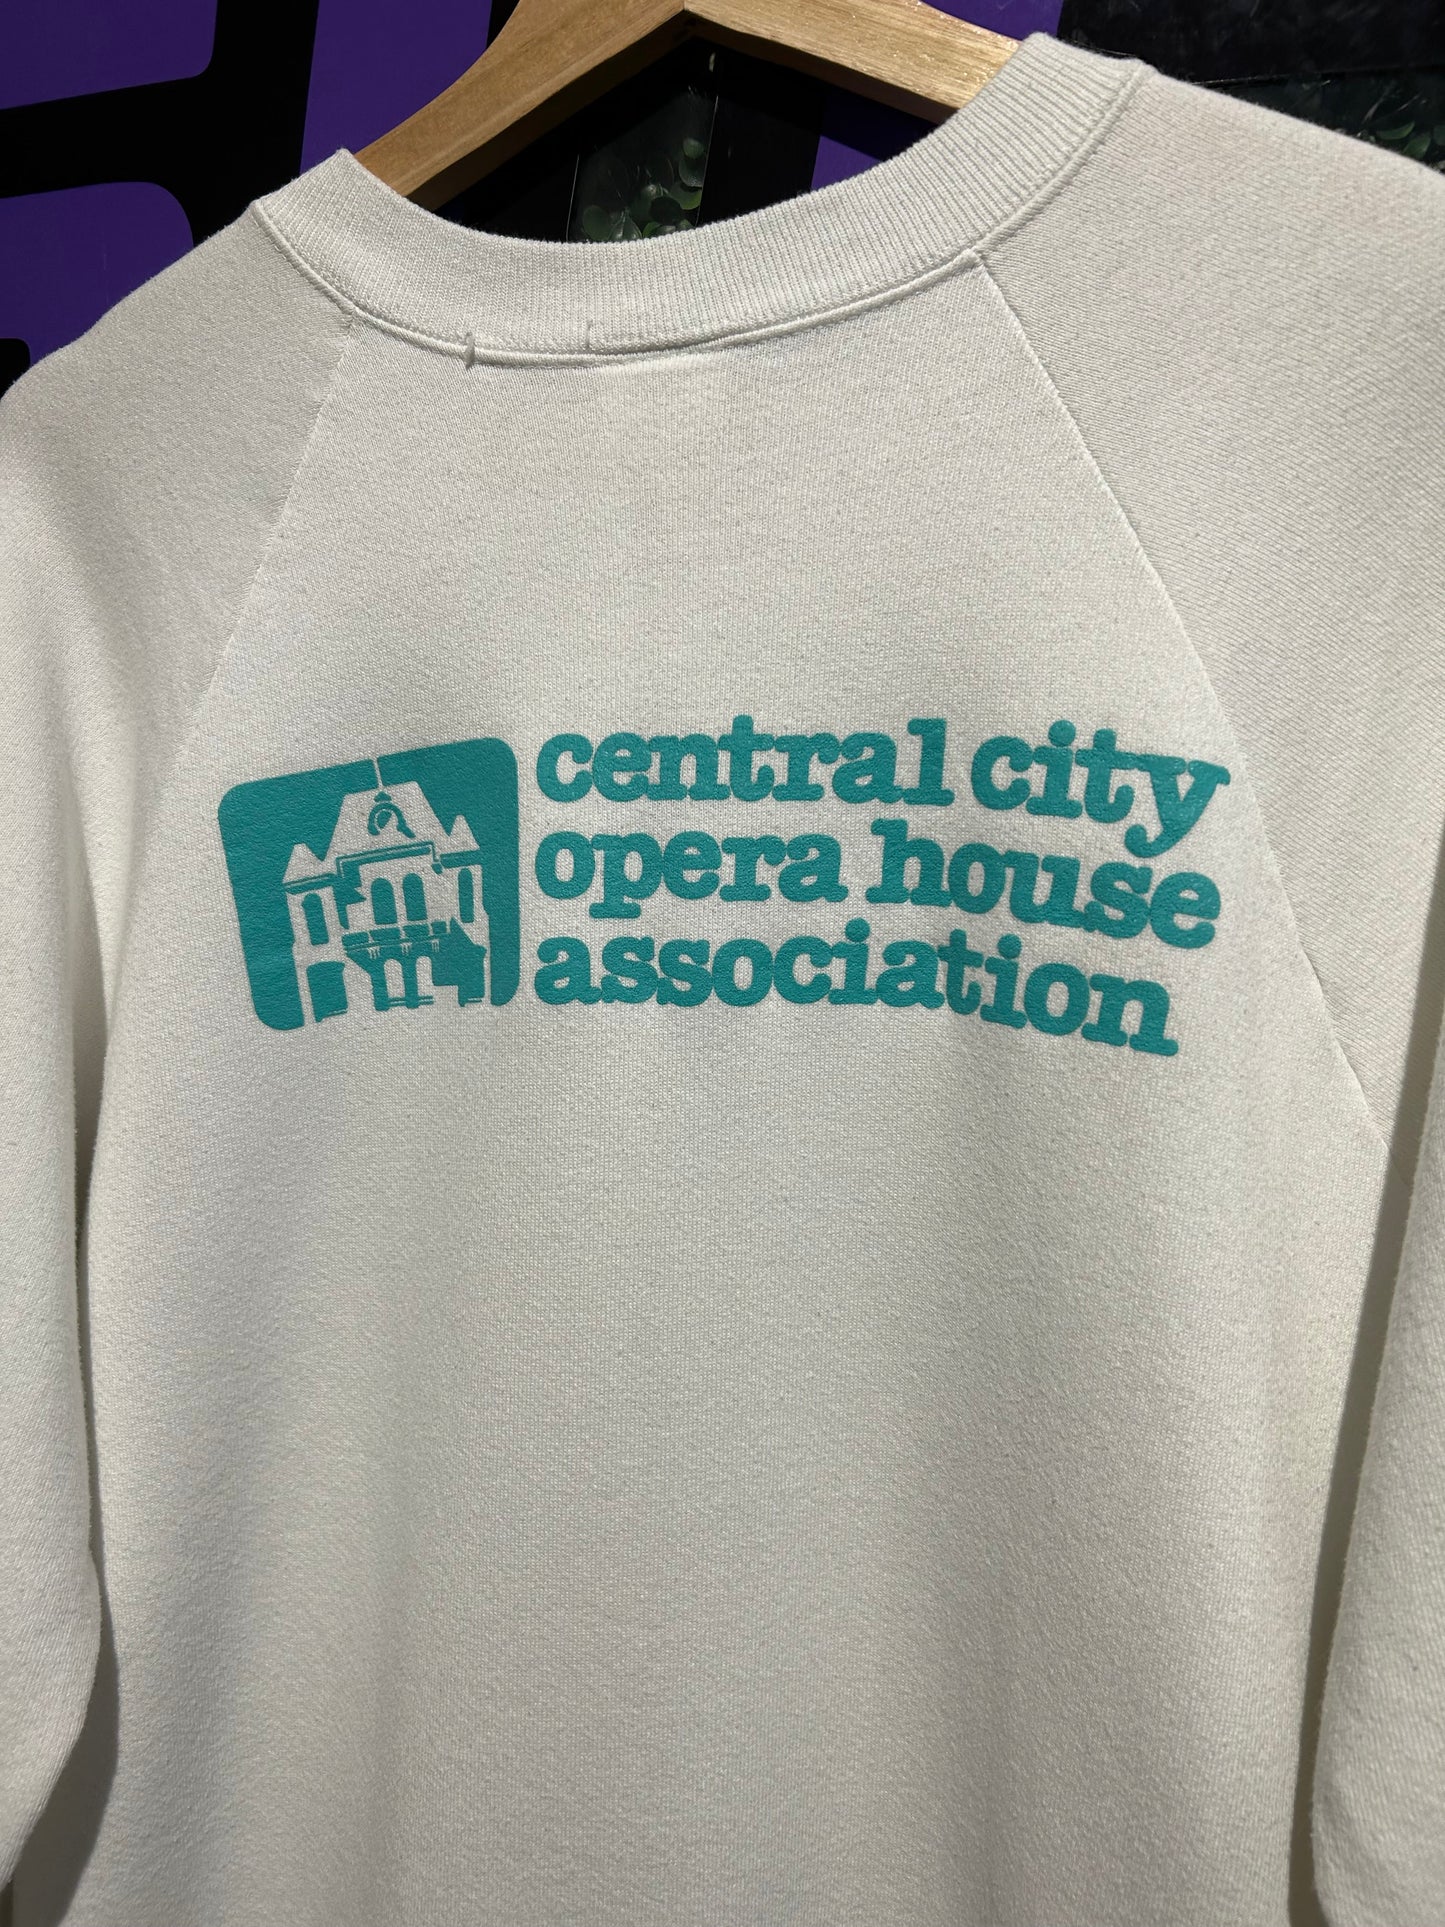 central city
opera house
association